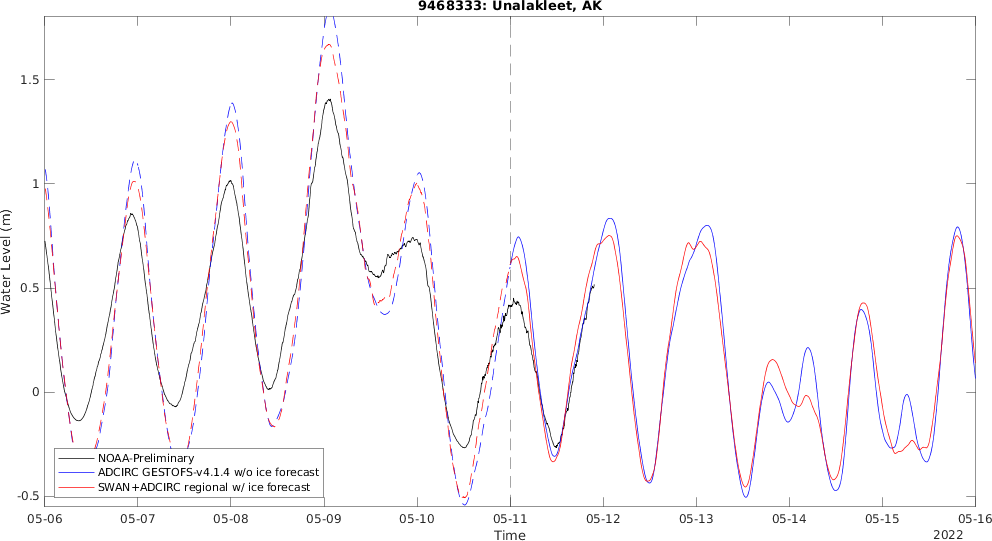 9468333: Unalakleet, AK
1.5
1
0.5
0
-0.5
Water Level (m)
NOAA-Preliminary
ADCIRC GESTOFS-v4.1.4 w/o ice forecast
SWAN+ADCIRC regional w/ ice forecast
05-06 05-07 05-08 05-09 05-10 05-11 05-12 05-13 05-14 05-15 05-16
Time
2022